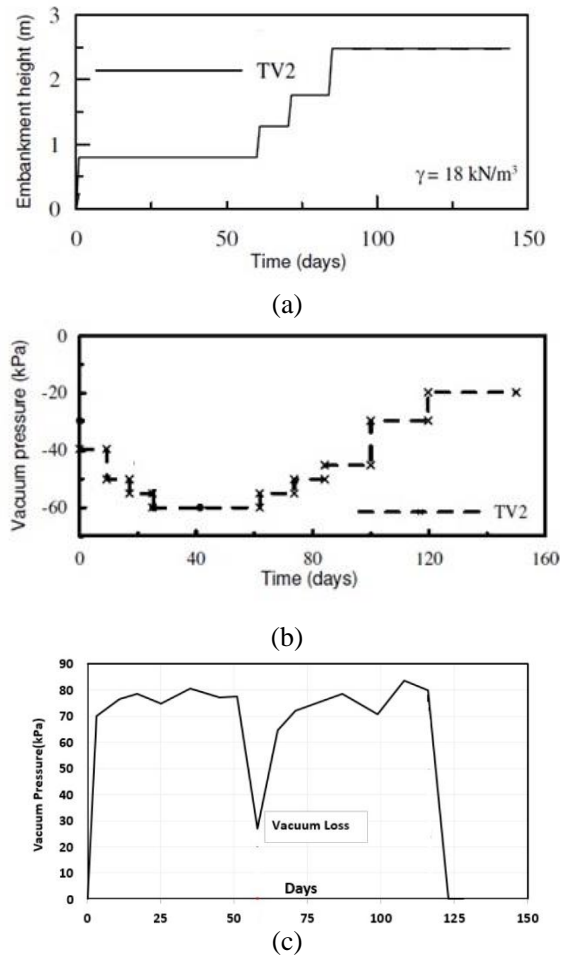 Embankment height (m)
3
2
1
0
TV2
γ = 18 kN/m³
0
50
100
150
Time (days)
(a)
Vacuum pressure (kPa)
0
-20
-40
-60
TV2
0
40
80
120
160
Time (days)
(b)
Vacuum Pressure(kPa)
90
80
70
60
50
40
30
20
10
0
Vacuum Loss
Days
0
25
50
75
100
125
150
(c)